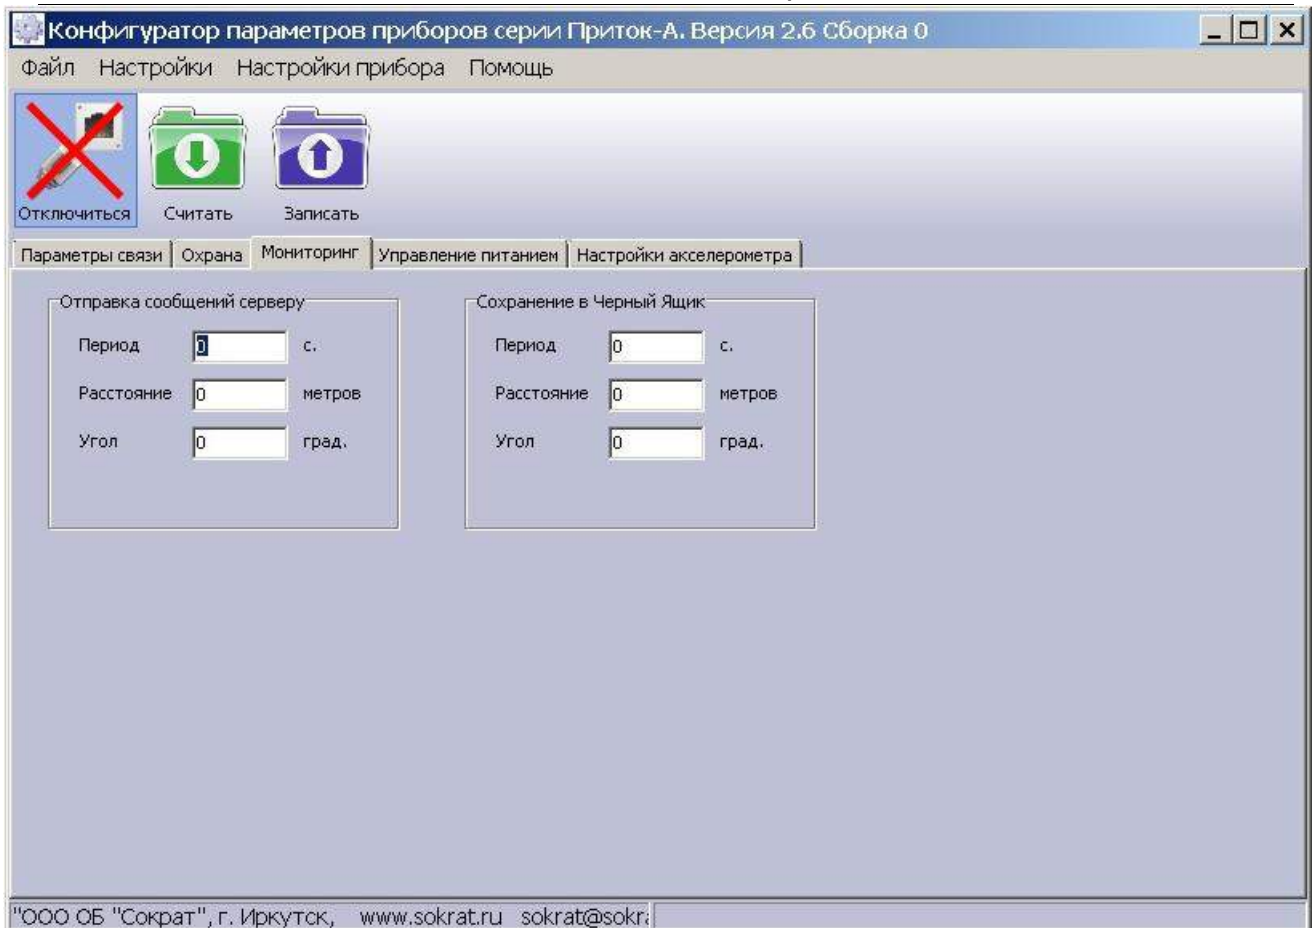 Конфигуратор параметров приборов серии Приток-А. Версия 2.6 Сборка 0
Файл Настройки Настройки прибора Помощь
Отключиться Считать Записать
Параметры связи Охрана Мониторинг Управление питанием Настройки акселерометра
Отправка сообщений серверу
Период 0 с.
Расстояние 0 метров
Угол 0 град.
Сохранение в Черный Ящик
Период 0 с.
Расстояние 0 метров
Угол 0 град.
"ООО ОБ "Сократ", г. Иркутск, www.sokrat.ru